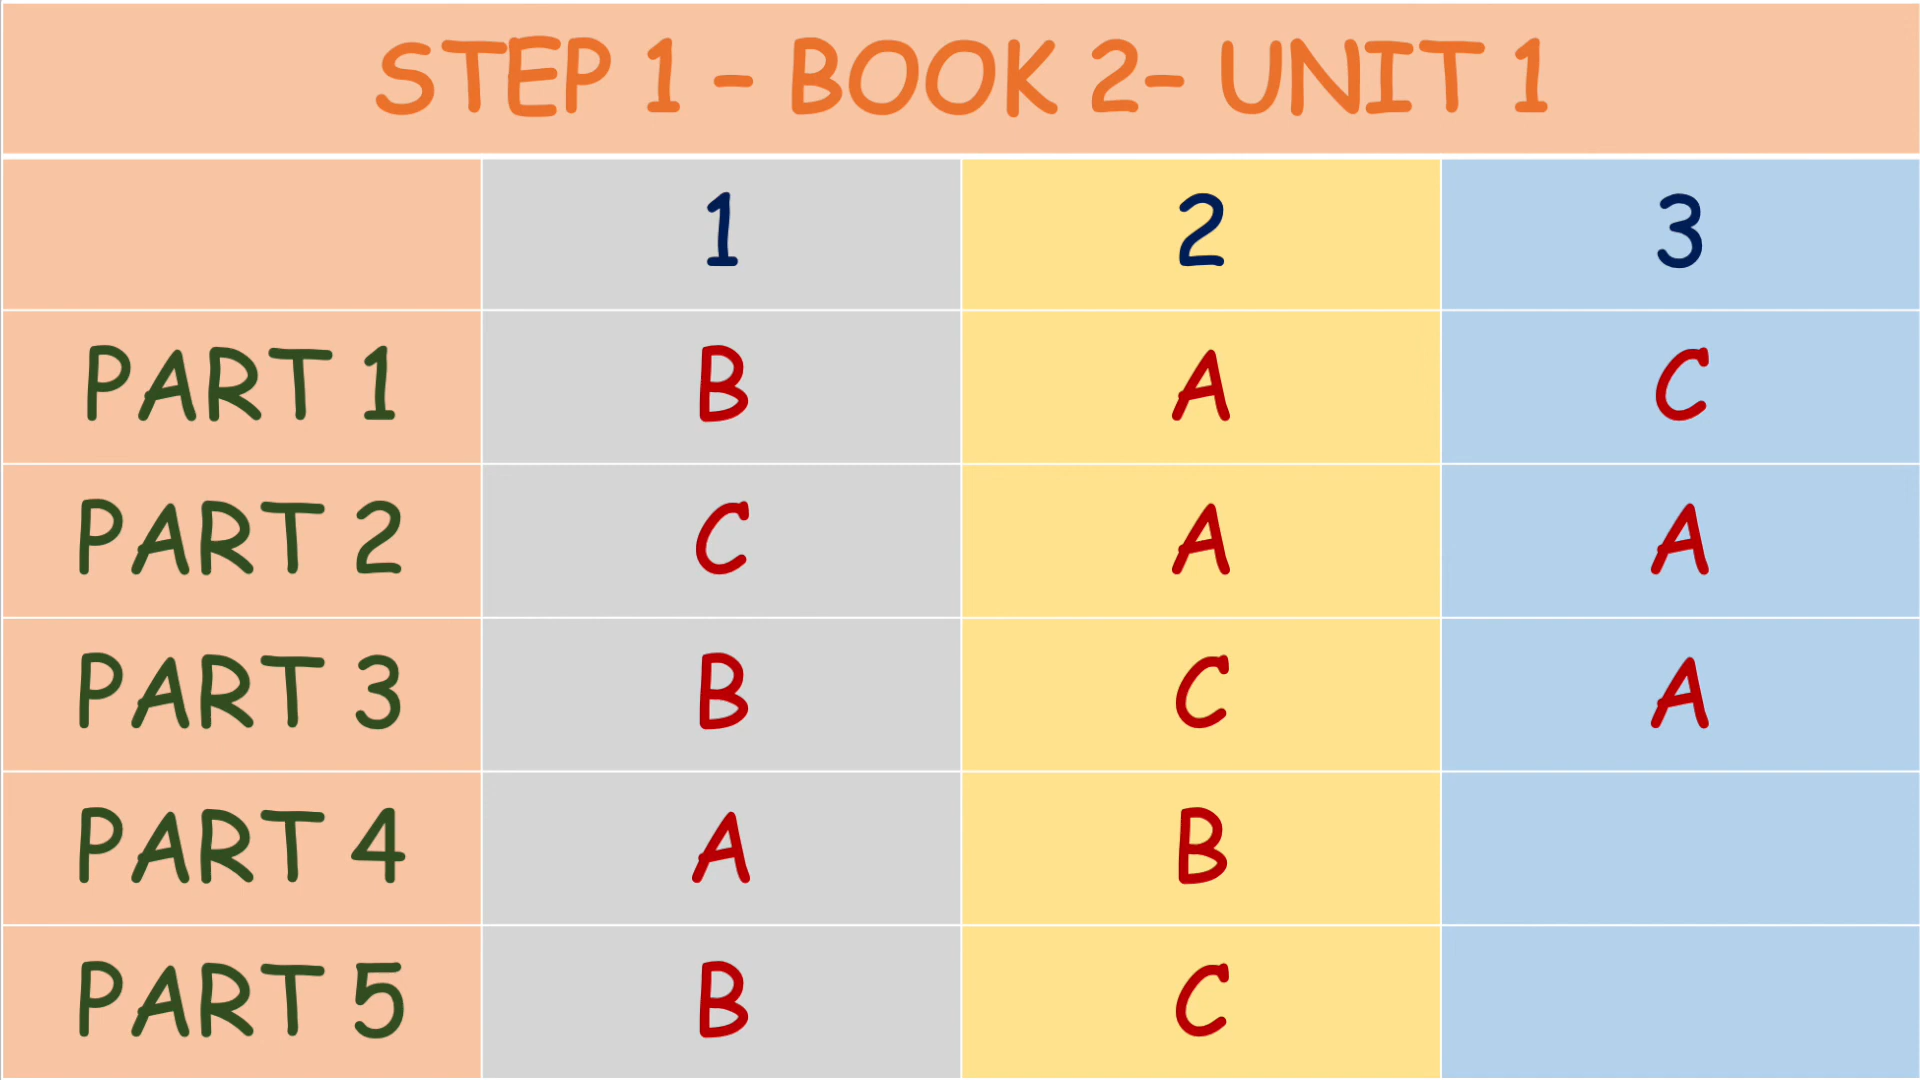 STEP 1 - BOOK 2- UNIT 1
1 2 3
PART 1 B A C
PART 2 C A A
PART 3 B C A
PART 4 A B
PART 5 B C